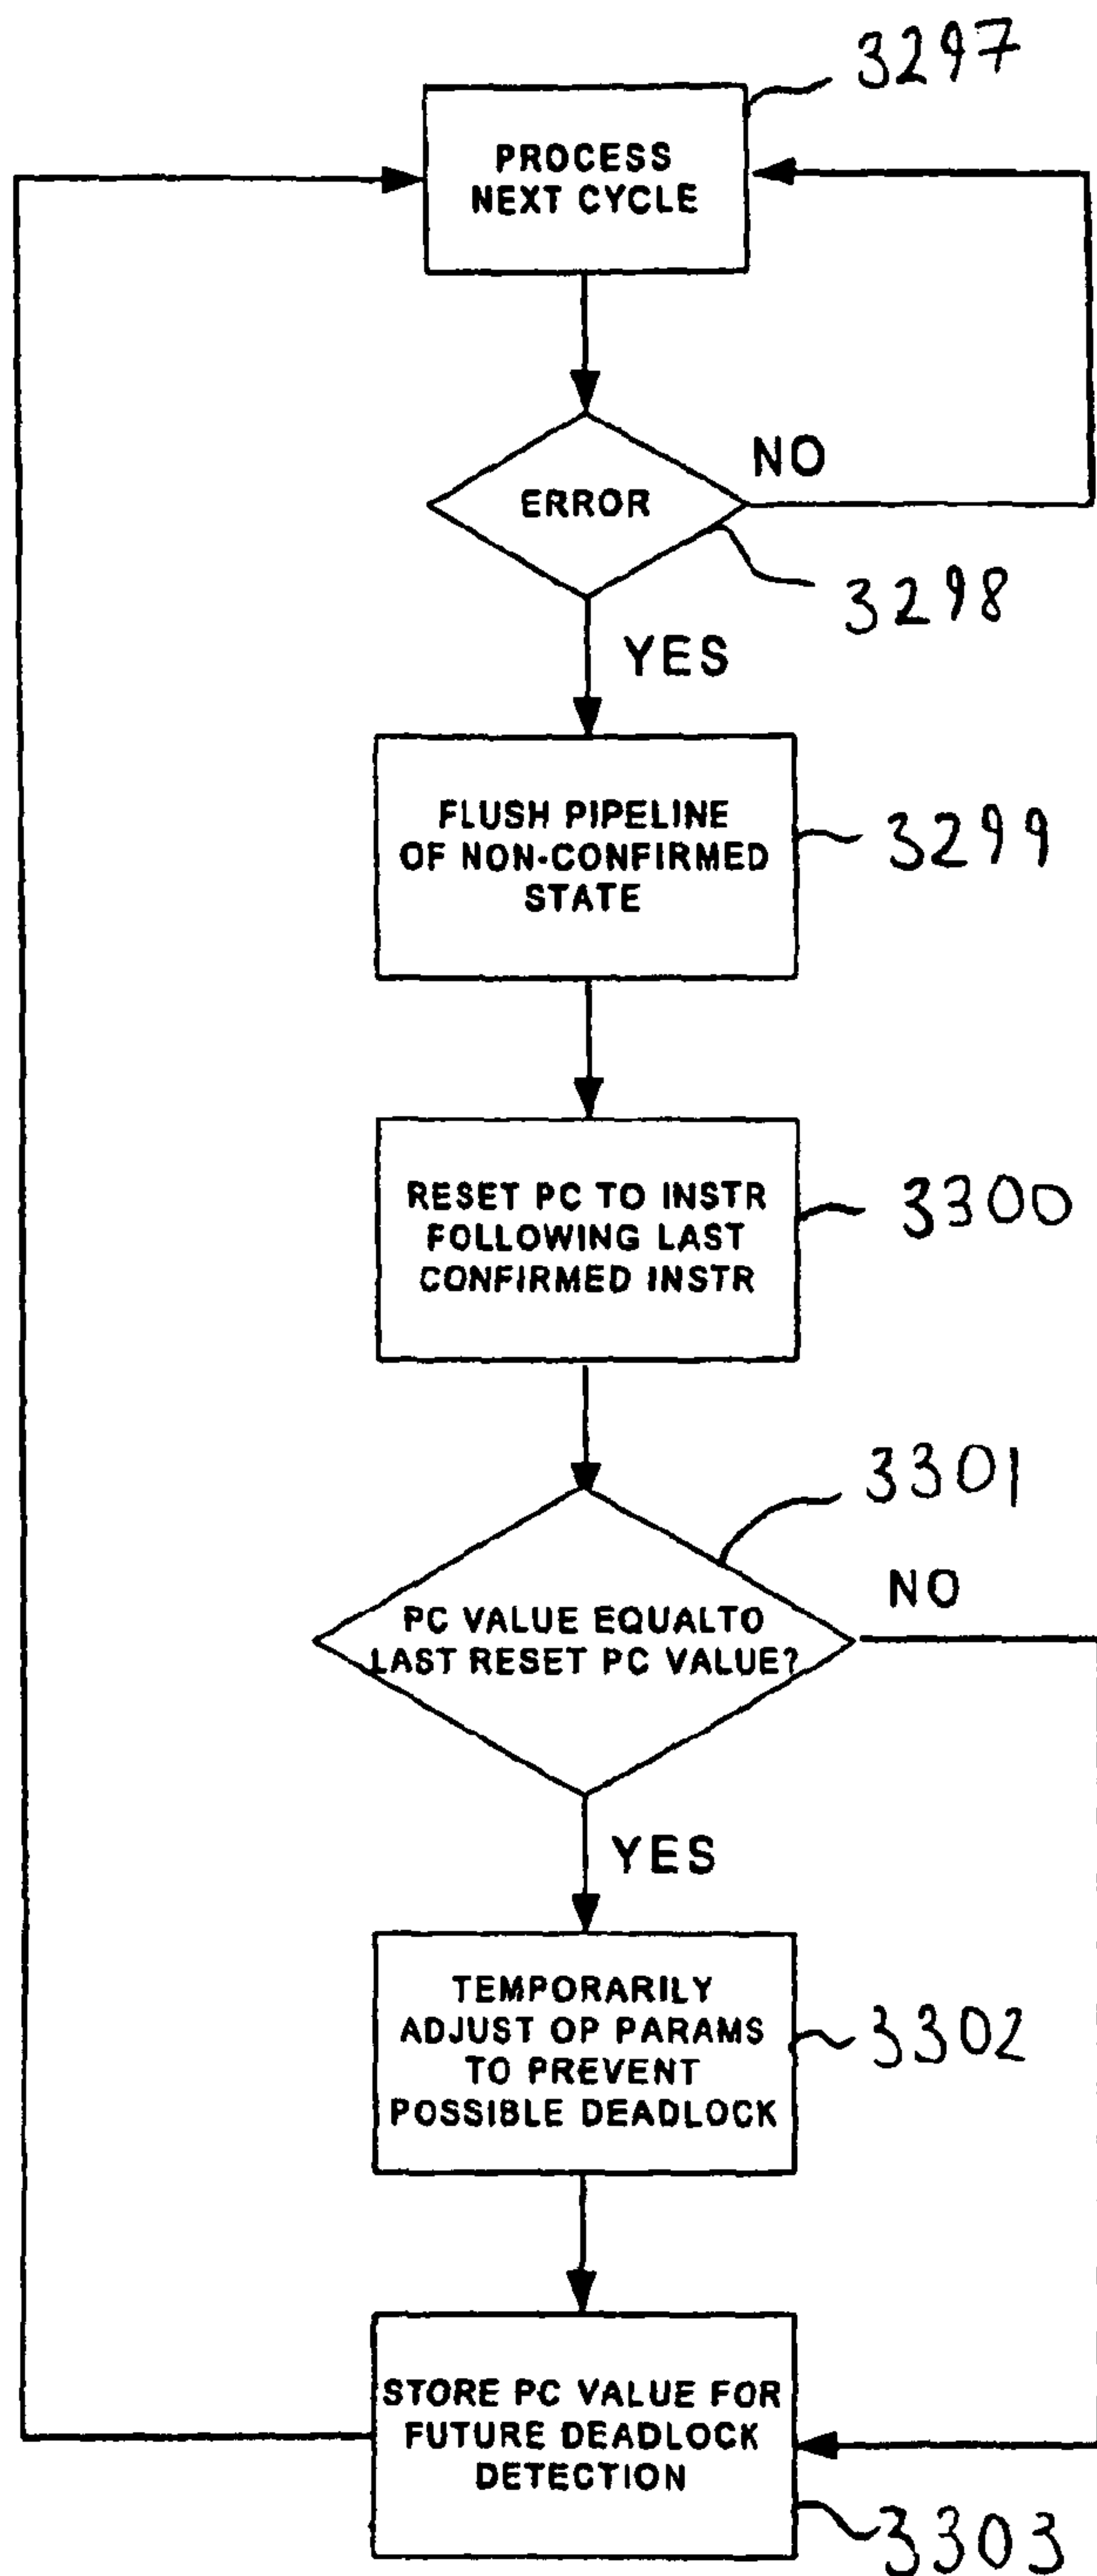 3297
PROCESS
NEXT CYCLE
NO
ERROR
3298
YES
FLUSH PIPELINE
OF NON-CONFIRMED
STATE
3299
RESET PC TO INSTR
FOLLOWING LAST
CONFIRMED INSTR
3300
3301
NO
PC VALUE EQUALTO
LAST RESET PC VALUE?
YES
TEMPORARILY
ADJUST OP PARAMS
TO PREVENT
POSSIBLE DEADLOCK
3302
STORE PC VALUE FOR
FUTURE DEADLOCK
DETECTION
3303